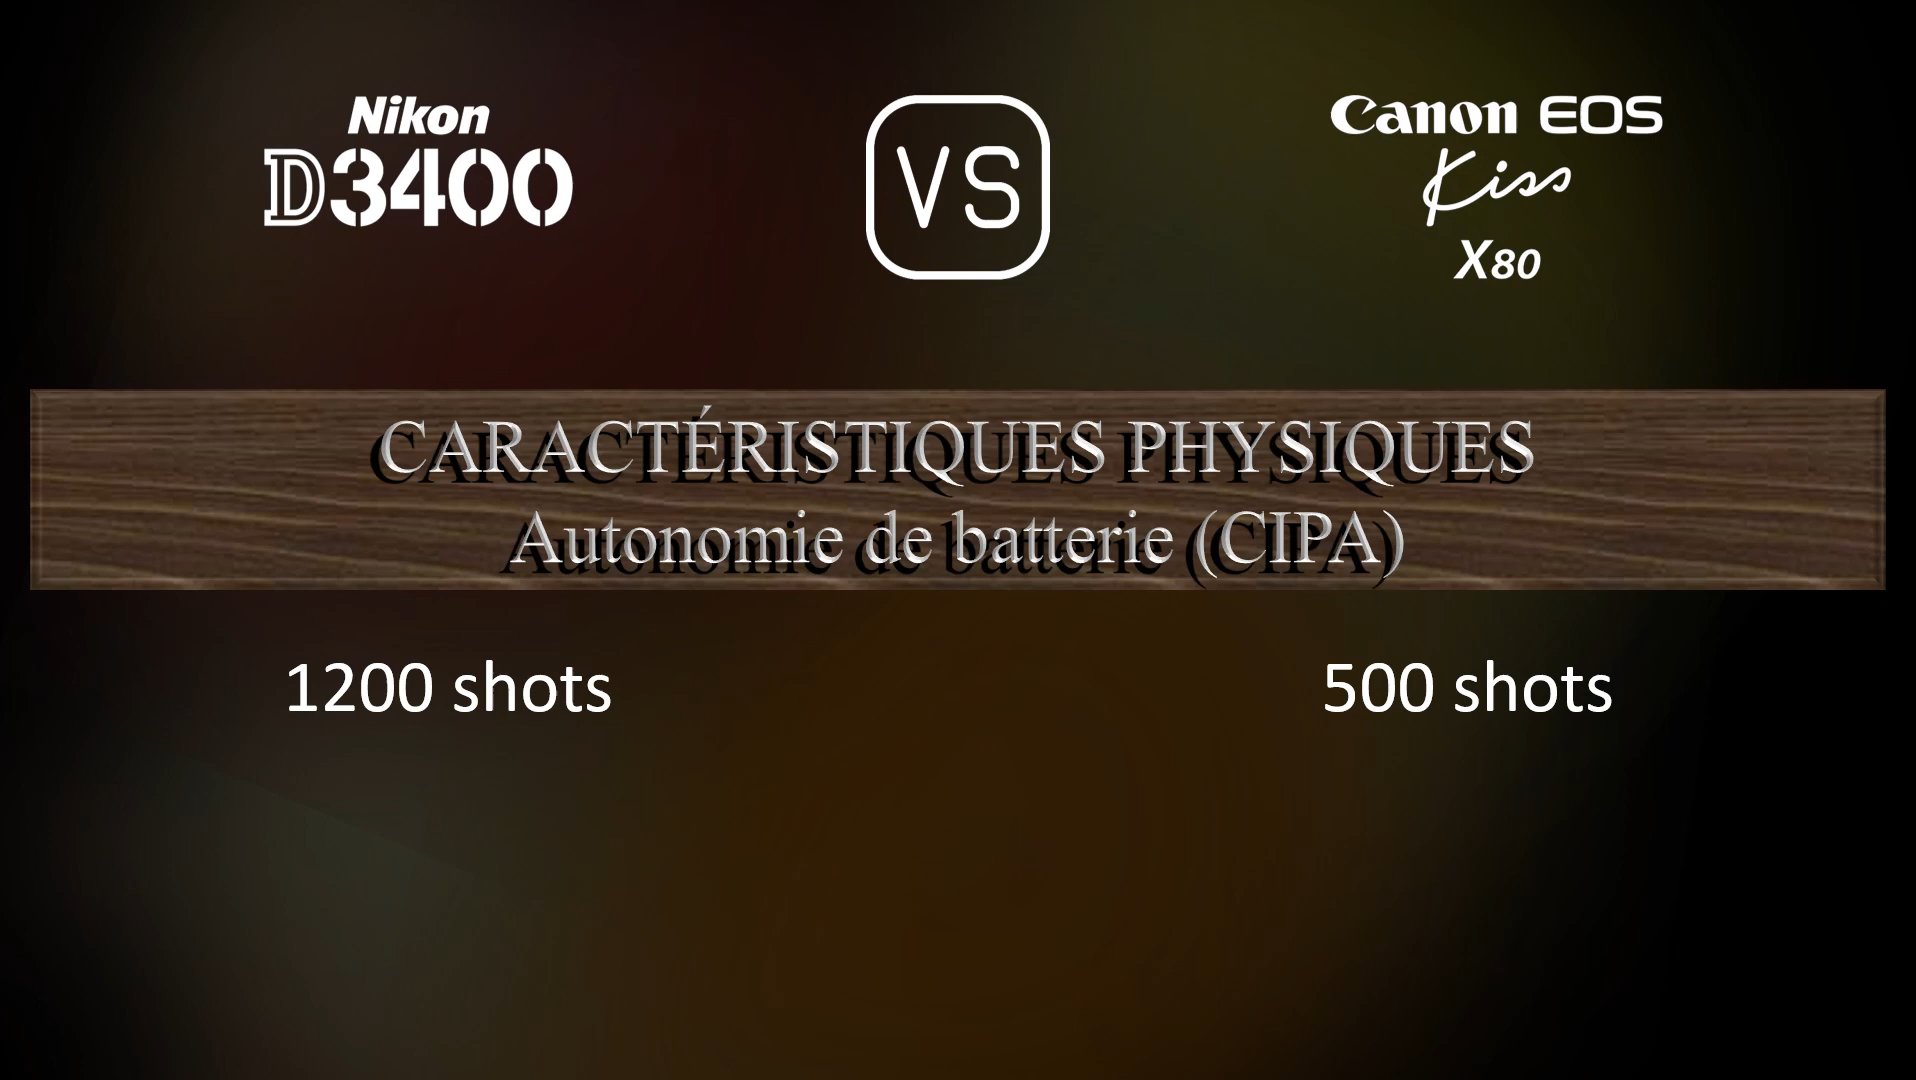 Nikon
D3400
VS
Canon EOS
Kiss
X80
CARACTÉRISTIQUES PHYSIQUES
Autonomie de batterie (CIPA)
1200 shots
500 shots